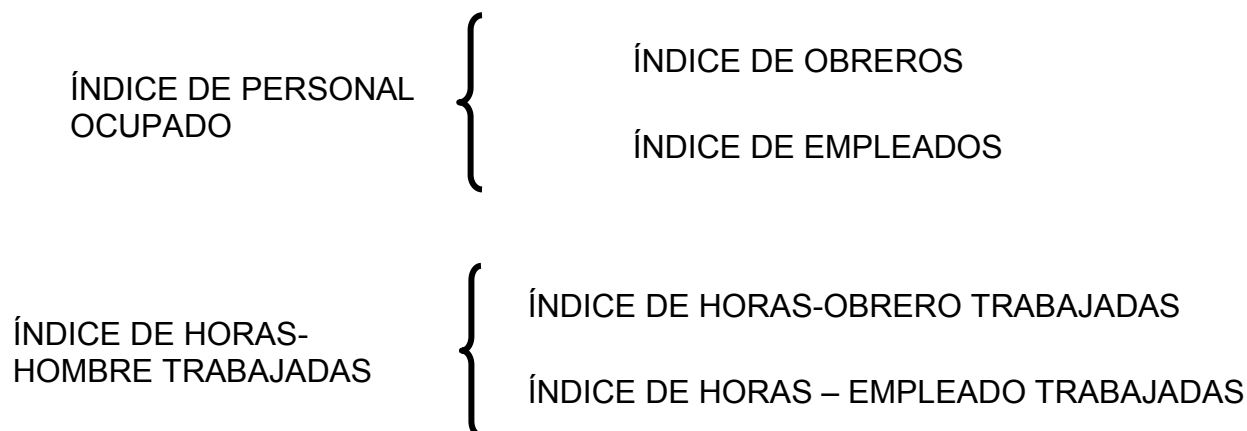 ÍNDICE DE PERSONAL
OCUPADO
ÍNDICE DE OBREROS
ÍNDICE DE EMPLEADOS
ÍNDICE DE HORAS-
HOMBRE TRABAJADAS
ÍNDICE DE HORAS-OBRERO TRABAJADAS
ÍNDICE DE HORAS – EMPLEADO TRABAJADAS